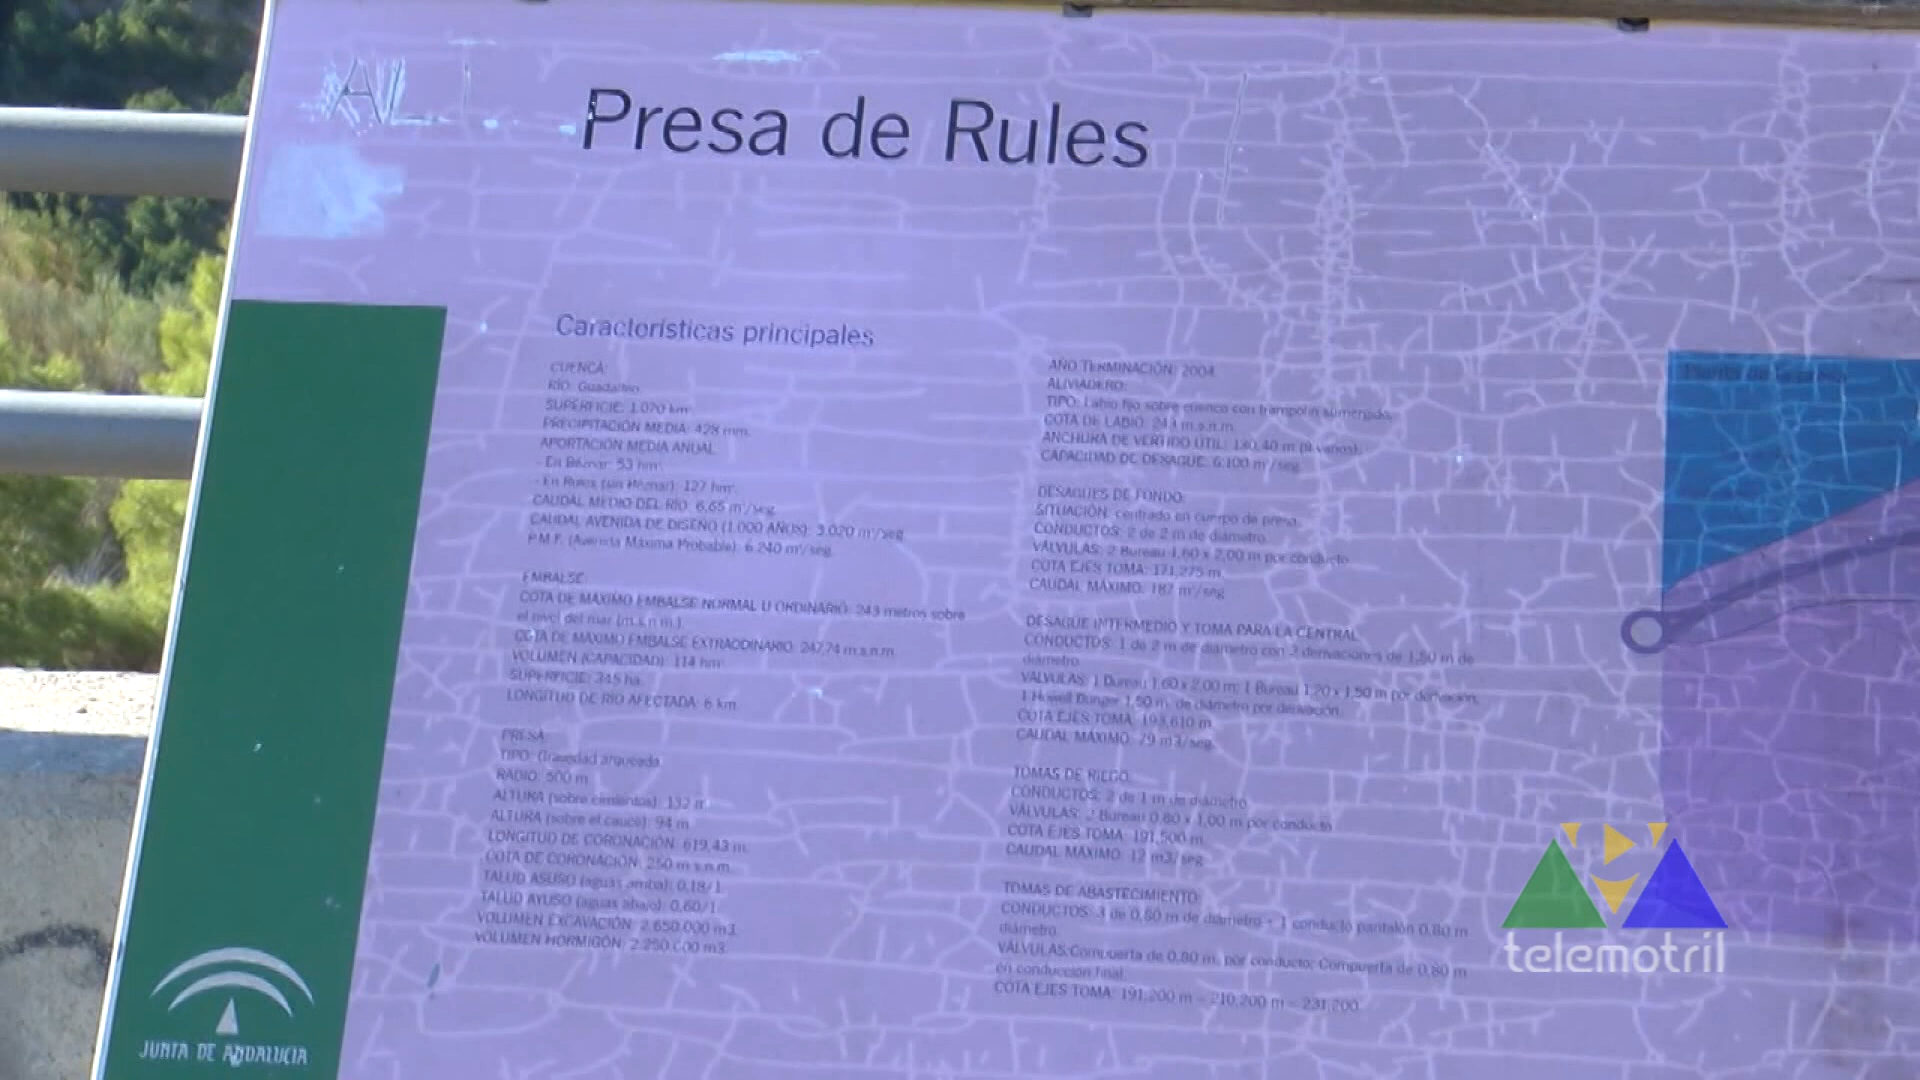 AL
Presa de Rules
Características principales
CUENCA:
RÍO: Guadalfeo
SUPERFICIE: 1.070 km²
PRECIPITACIÓN MEDIA: 428 mm.
APORTACIÓN MEDIA ANUAL
- En Béznar: 53 hm³.
- En Rules (sin Béznar): 127 hm³.
CAUDAL MEDIO DEL RÍO: 6,65 m³/seg.
CAUDAL AVENIDA DE DISEÑO (1.000 AÑOS): 3.020 m³/seg.
P.M.F. (Avenida Máxima Probable): 6.240 m³/seg.
EMBALSE:
COTA DE MÁXIMO EMBALSE NORMAL U ORDINARIO: 243 metros sobre
el nivel del mar (m.s.n.m.).
COTA DE MÁXIMO EMBALSE EXTRAODINARIO: 247,74 m.s.n.m.
VOLUMEN (CAPACIDAD): 114 hm³
SUPERFICIE: 345 ha.
LONGITUD DE RÍO AFECTADA: 6 km.
PRESA:
TIPO: Gravedad arqueada.
RADIO: 500 m.
ALTURA (sobre cimientos): 132 m.
ALTURA (sobre el cauce): 94 m.
LONGITUD DE CORONACIÓN: 619,43 m.
COTA DE CORONACIÓN: 250 m.s.n.m.
TALUD ASUSO (aguas arriba): 0,18/1.
TALUD AYUSO (aguas abajo): 0,60/1.
VOLUMEN EXCAVACIÓN: 2.650.000 m3.
VOLUMEN HORMIGÓN: 2.250.000 m3.
AÑO TERMINACIÓN: 2004.
ALIVIADERO:
TIPO: Labio fijo sobre cuenco con trampolín sumergido.
COTA DE LABIO: 243 m.s.n.m.
ANCHURA DE VERTIDO ÚTIL: 130,40 m (8 vanos).
CAPACIDAD DE DESAGUE: 6.100 m³/seg.
DESAGÜES DE FONDO:
SITUACIÓN: centrado en cuerpo de presa.
CONDUCTOS: 2 de 2 m de diámetro.
VÁLVULAS: 2 Bureau 1,60 x 2,00 m por conducto.
COTA EJES TOMA: 171,275 m.
CAUDAL MÁXIMO: 187 m³/seg.
DESAGÜE INTERMEDIO Y TOMA PARA LA CENTRAL:
CONDUCTOS: 1 de 2 m de diámetro con 2 derivaciones de 1,50 m de
diámetro.
VÁLVULAS: 1 Bureau 1,60 x 2,00 m; 1 Bureau 1,20 x 1,50 m por derivación;
1 Howell Bunger 1,50 m. de diámetro por derivación.
COTA EJES TOMA: 193,610 m.
CAUDAL MÁXIMO: 29 m3/seg.
TOMAS DE RIEGO:
CONDUCTOS: 2 de 1 m de diámetro.
VÁLVULAS: 2 Bureau 0,80 x 1,00 m por conducto
COTA EJES TOMA: 191,500 m.
CAUDAL MÁXIMO: 12 m3/seg.
TOMAS DE ABASTECIMIENTO:
CONDUCTOS: 3 de 0,80 m de diámetro + 1 conducto pantalón 0,80 m
diámetro.
VÁLVULAS: Compuerta de 0,80 m. por conducto; Compuerta de 0,80 m
en conducción final.
COTA EJES TOMA: 191,200 m – 210,200 m – 231,200.
Planta de la presa
JUNTA DE ANDALUCIA
telemotril